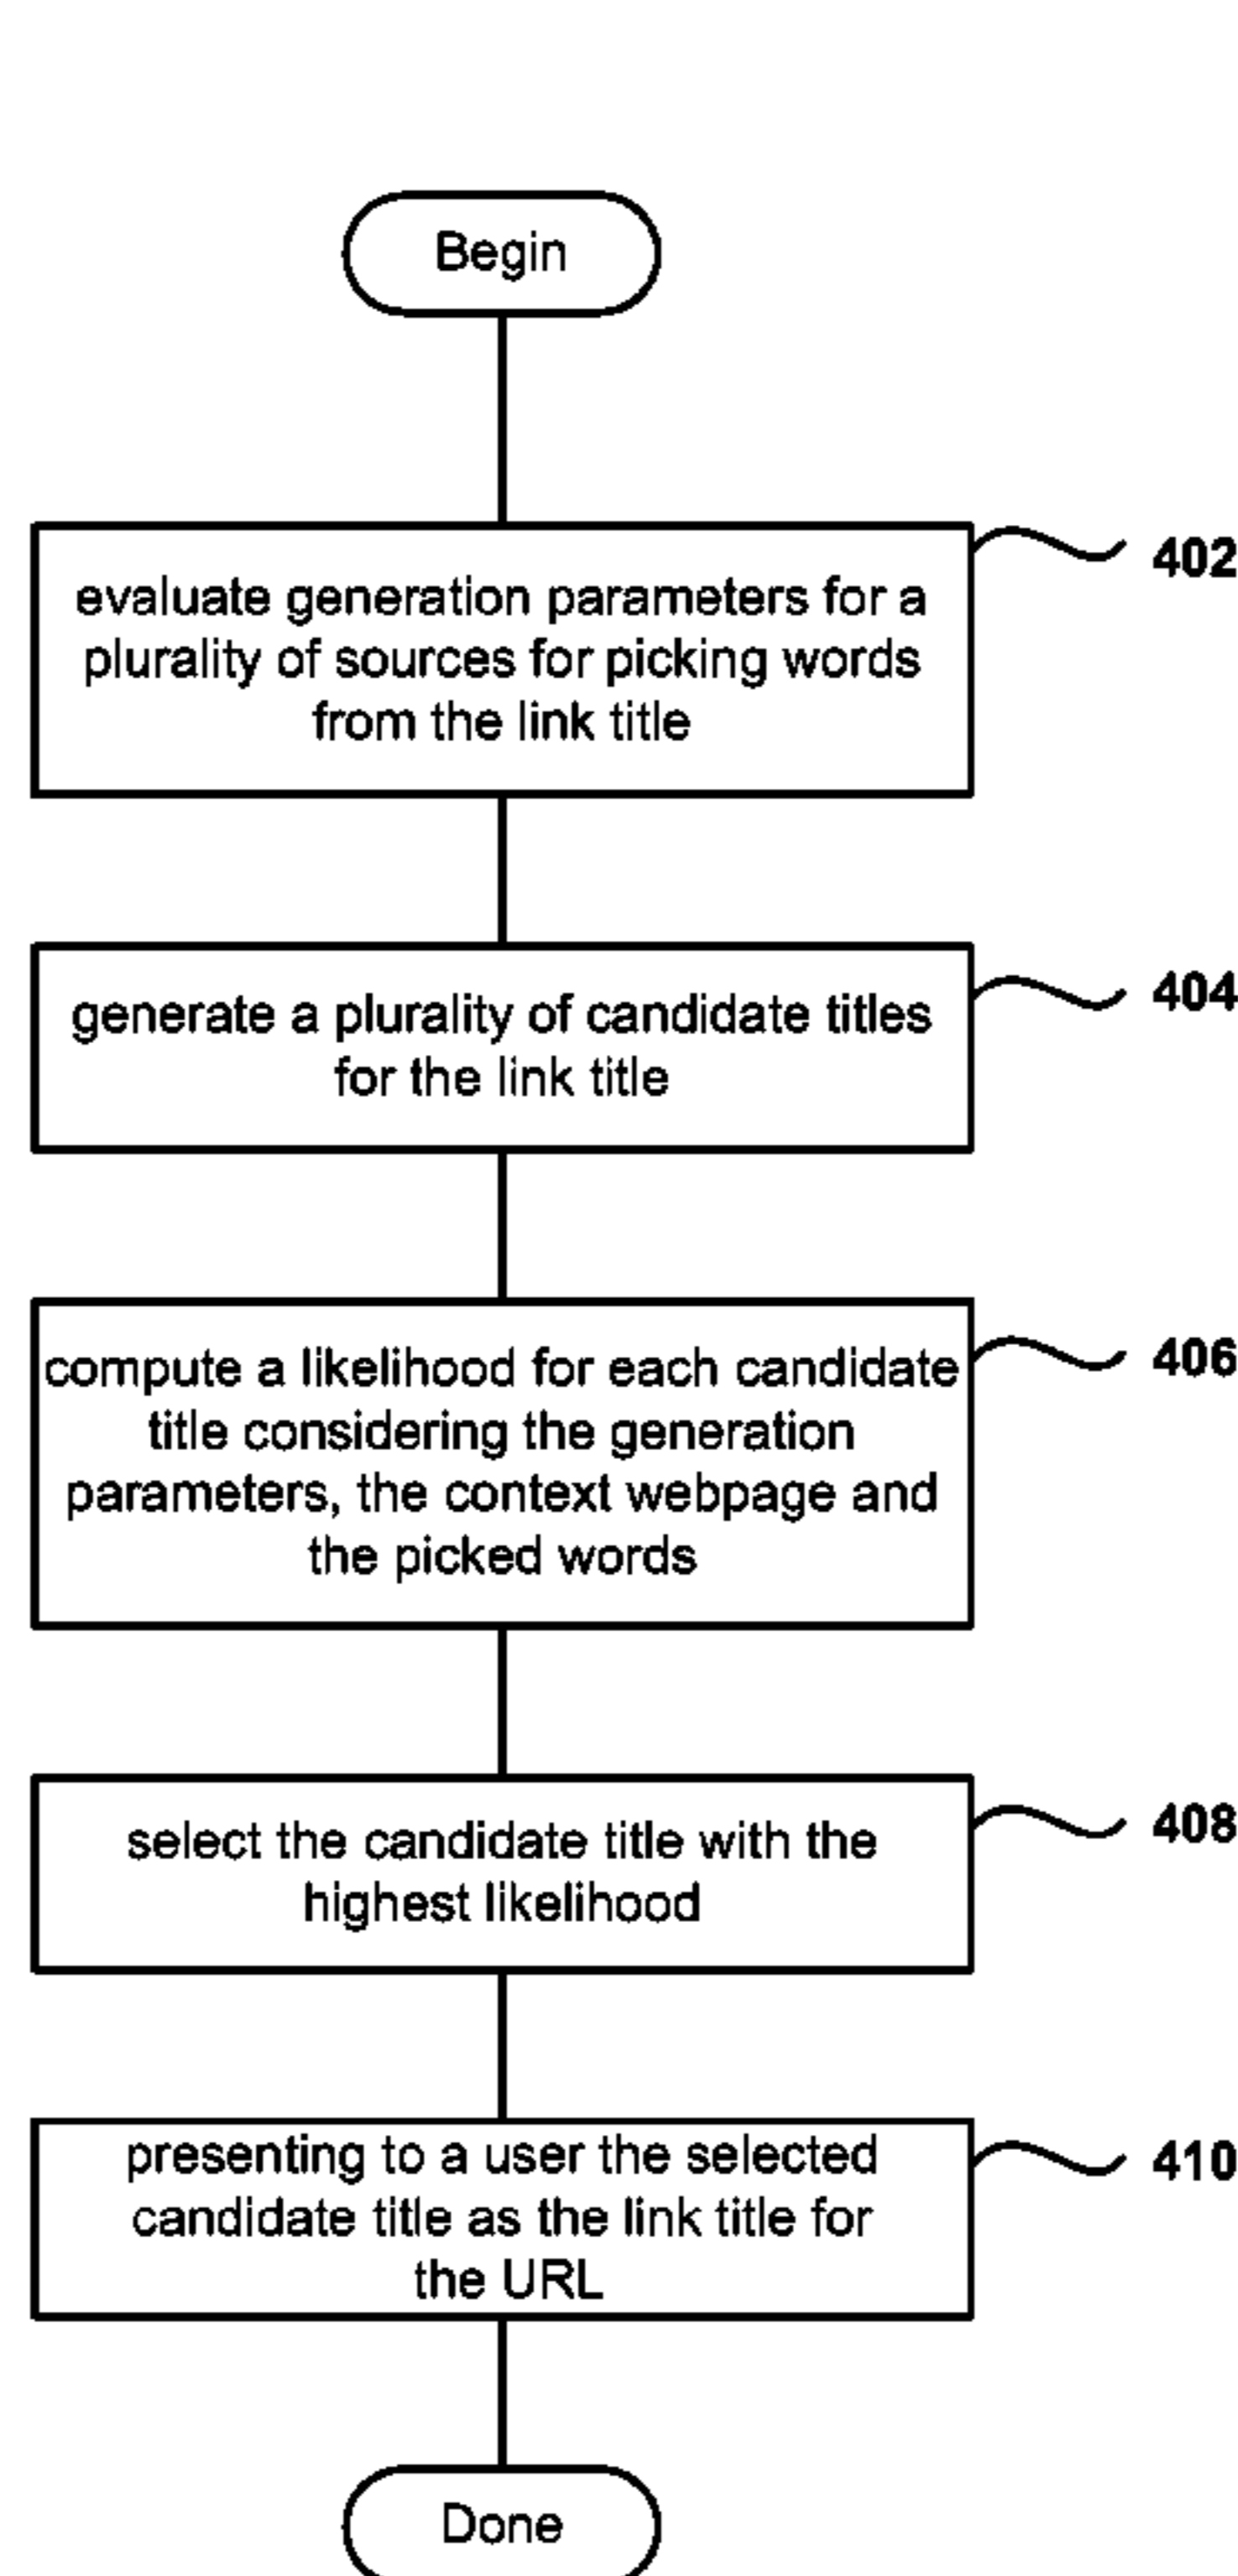 Begin
evaluate generation parameters for a
plurality of sources for picking words
from the link title
402
generate a plurality of candidate titles
for the link title
404
compute a likelihood for each candidate
title considering the generation
parameters, the context webpage and
the picked words
406
select the candidate title with the
highest likelihood
408
presenting to a user the selected
candidate title as the link title for
the URL
410
Done